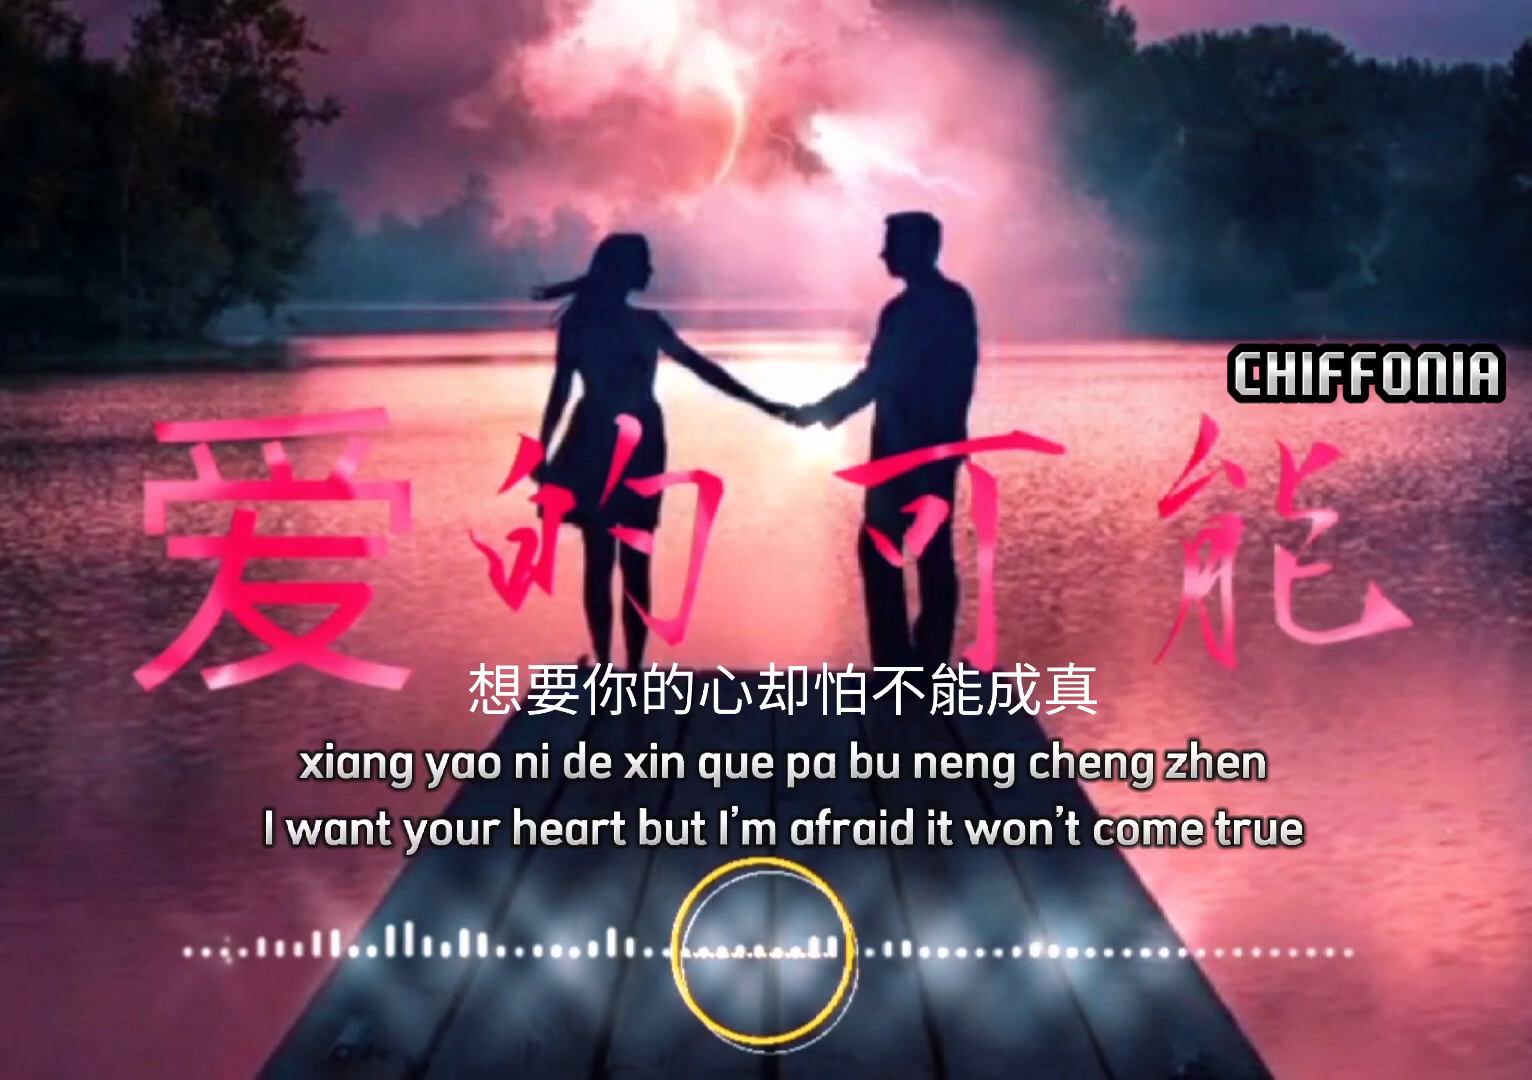 CHIFFONIA
爱的可能
想要你的心却怕不能成真
xiang yao ni de xin que pa bu neng cheng zhen
I want your heart but I'm afraid it won't come true